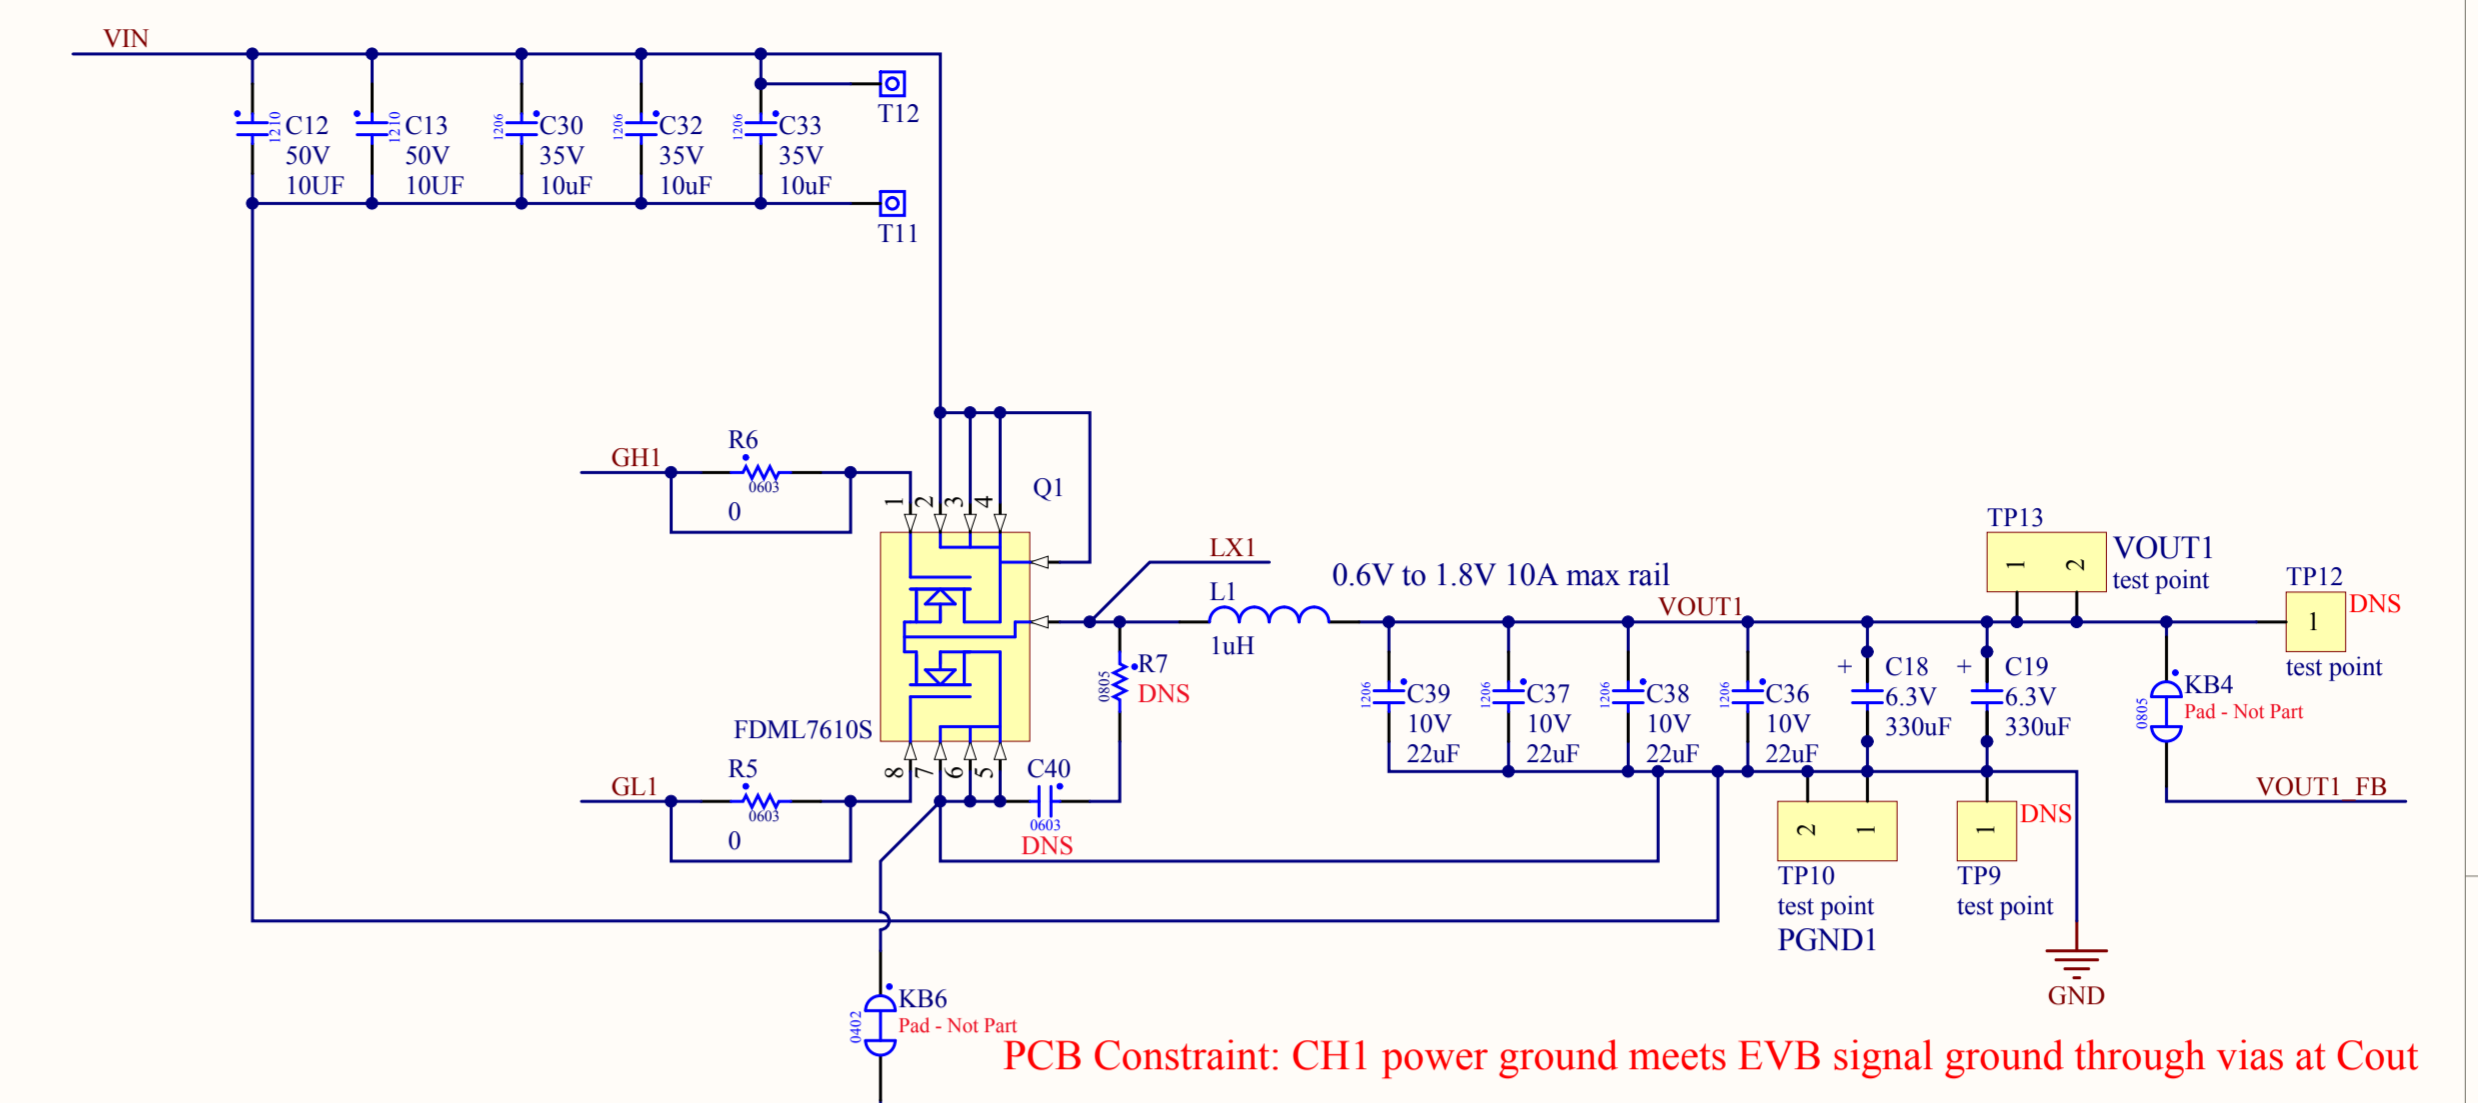 VIN
T12
1210
C12
50V
10UF
1210
C13
50V
10UF
1206
C30
35V
10uF
1206
C32
35V
10uF
1206
C33
35V
10uF
T11
R6
GH1
0603
0
1
2
3
4
Q1
LX1
L1
1uH
0.6V to 1.8V 10A max rail
VOUT1
TP13
1
2
VOUT1
test point
TP12
DNS
1
test point
0805
R7
DNS
1206
C39
10V
22uF
1206
C37
10V
22uF
1206
C38
10V
22uF
1206
C36
10V
22uF
+
C18
6.3V
330uF
+
C19
6.3V
330uF
0805
KB4
Pad - Not Part
VOUT1_FB
FDML7610S
R5
GL1
0603
0
8
7
6
5
C40
0603
DNS
2
1
TP10
test point
PGND1
1
DNS
TP9
test point
GND
0402
KB6
Pad - Not Part
PCB Constraint: CH1 power ground meets EVB signal ground through vias at Cout